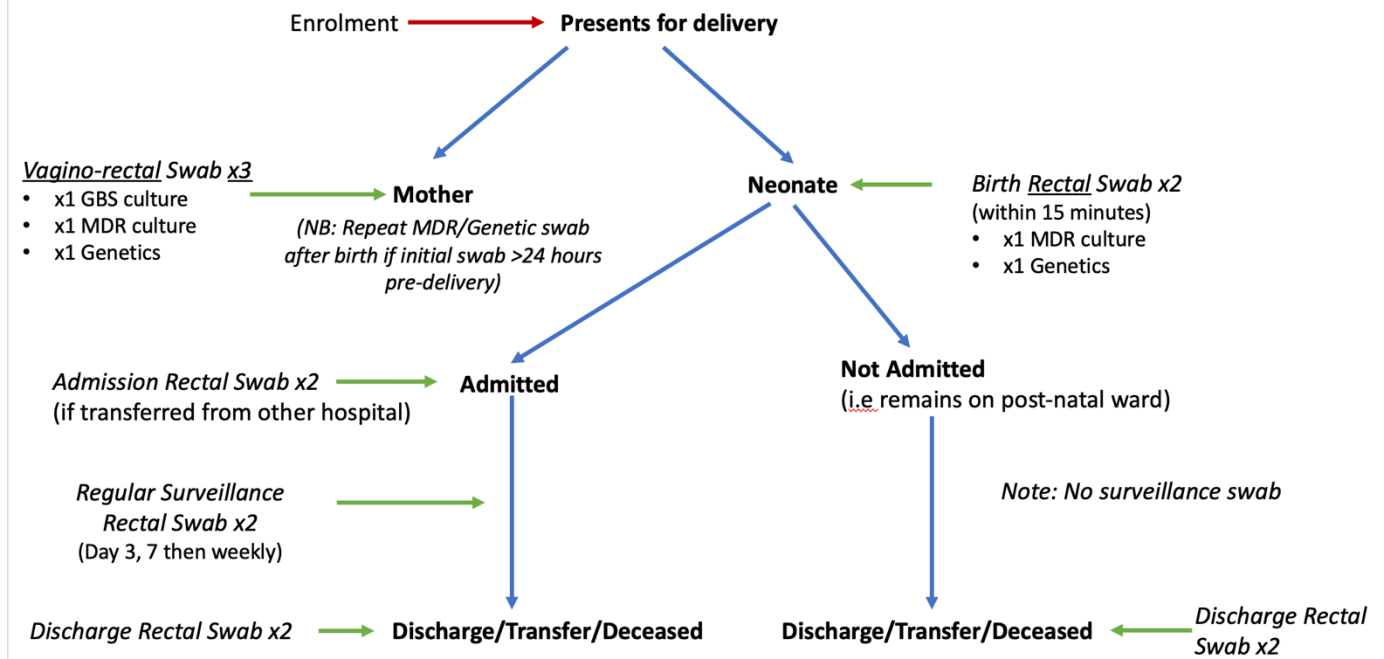 Enrolment
Presents for delivery
Vagino-rectal Swab x3
• x1 GBS culture
• x1 MDR culture
• x1 Genetics
Mother
(NB: Repeat MDR/Genetic swab
after birth if initial swab >24 hours
pre-delivery)
Neonate
Birth Rectal Swab x2
(within 15 minutes)
• x1 MDR culture
• x1 Genetics
Admission Rectal Swab x2
(if transferred from other hospital)
Admitted
Not Admitted
(i.e remains on post-natal ward)
Regular Surveillance
Rectal Swab x2
(Day 3, 7 then weekly)
Note: No surveillance swab
Discharge Rectal Swab x2
Discharge/Transfer/Deceased
Discharge/Transfer/Deceased
Discharge Rectal
Swab x2